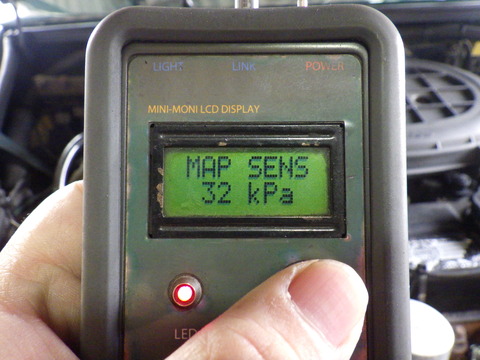 LIGHT LINK POWER
MINI-MONI LCD DISPLAY
MAP SENS
32 kPa
LED